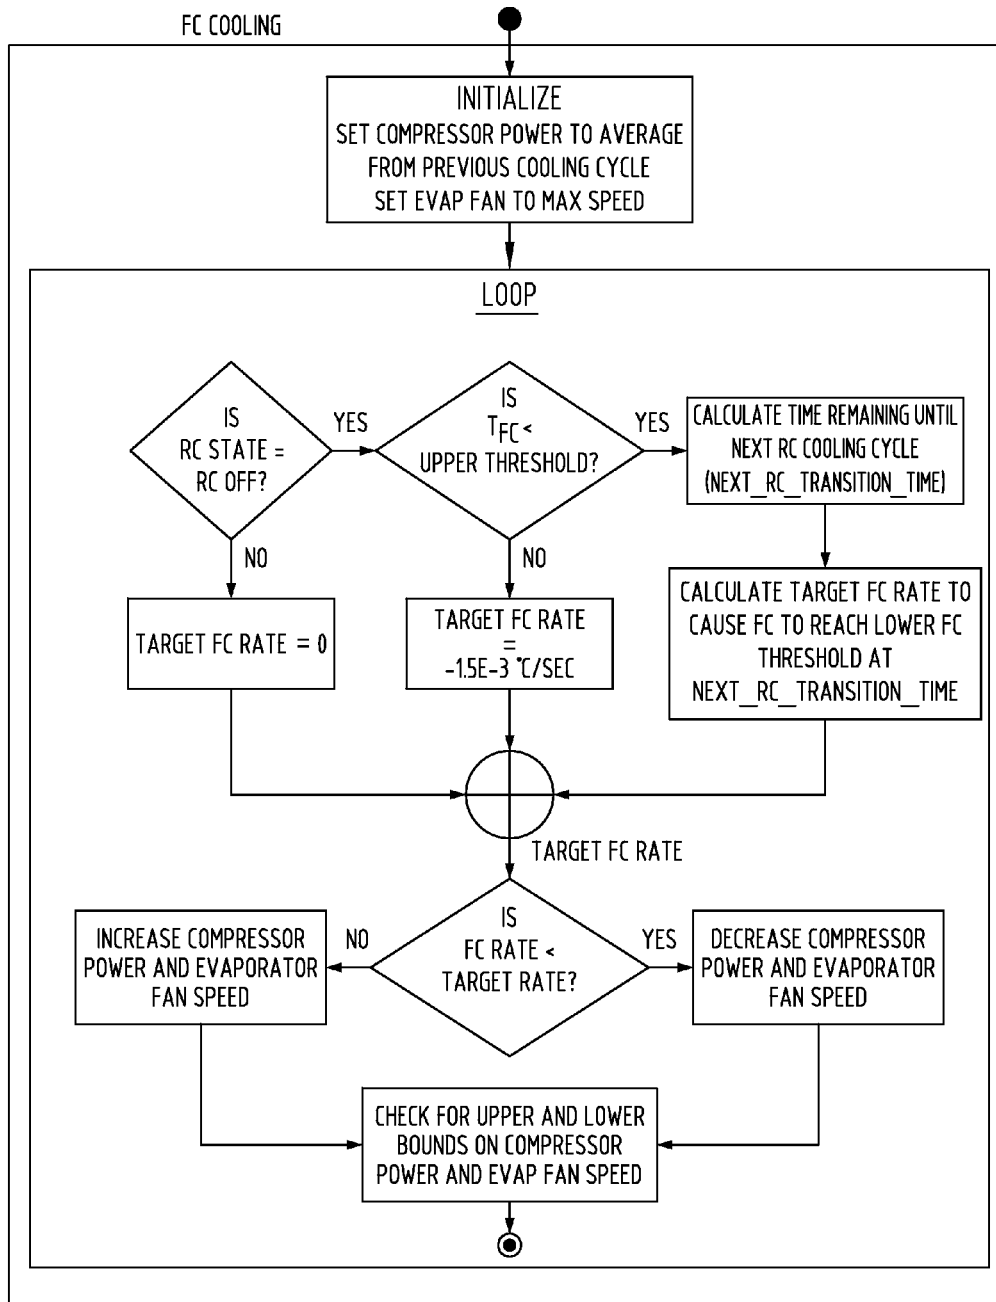 FC COOLING
INITIALIZE
SET COMPRESSOR POWER TO AVERAGE
FROM PREVIOUS COOLING CYCLE
SET EVAP FAN TO MAX SPEED
LOOP
IS
RC STATE =
RC OFF?
YES
IS
TFC <
UPPER THRESHOLD?
YES
CALCULATE TIME REMAINING UNTIL
NEXT RC COOLING CYCLE
(NEXT_RC_TRANSITION_TIME)
NO
NO
TARGET FC RATE = 0
TARGET FC RATE
=
-1.5E-3 °C/SEC
CALCULATE TARGET FC RATE TO
CAUSE FC TO REACH LOWER FC
THRESHOLD AT
NEXT_RC_TRANSITION_TIME
TARGET FC RATE
IS
FC RATE <
TARGET RATE?
NO
YES
INCREASE COMPRESSOR
POWER AND EVAPORATOR
FAN SPEED
DECREASE COMPRESSOR
POWER AND EVAPORATOR
FAN SPEED
CHECK FOR UPPER AND LOWER
BOUNDS ON COMPRESSOR
POWER AND EVAP FAN SPEED